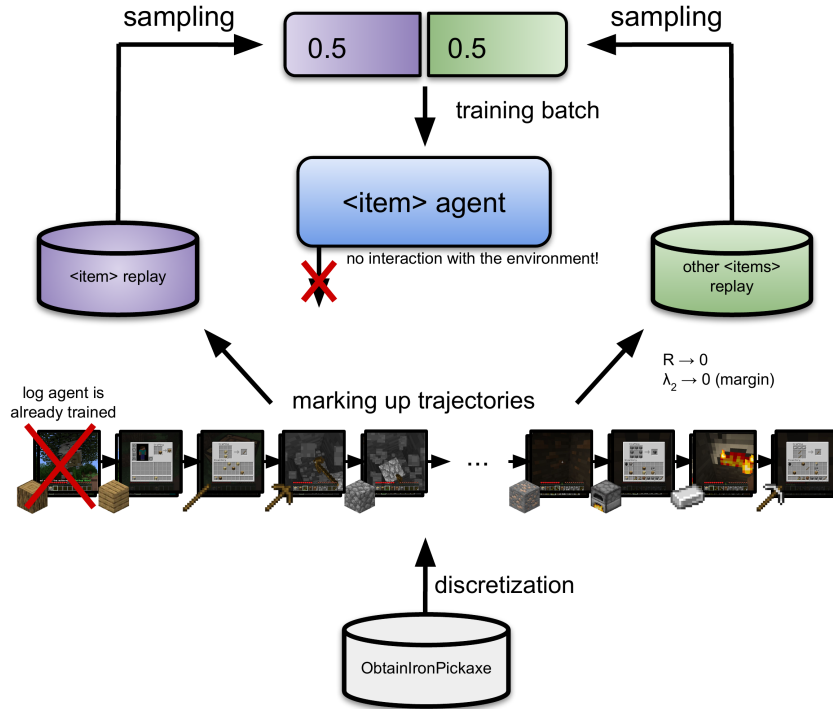 sampling
sampling
0.5
0.5
training batch
<item> agent
no interaction with the environment!
<item> replay
other <items>
replay
R → 0
λ₂ → 0 (margin)
log agent is
already trained
marking up trajectories
...
discretization
ObtainIronPickaxe